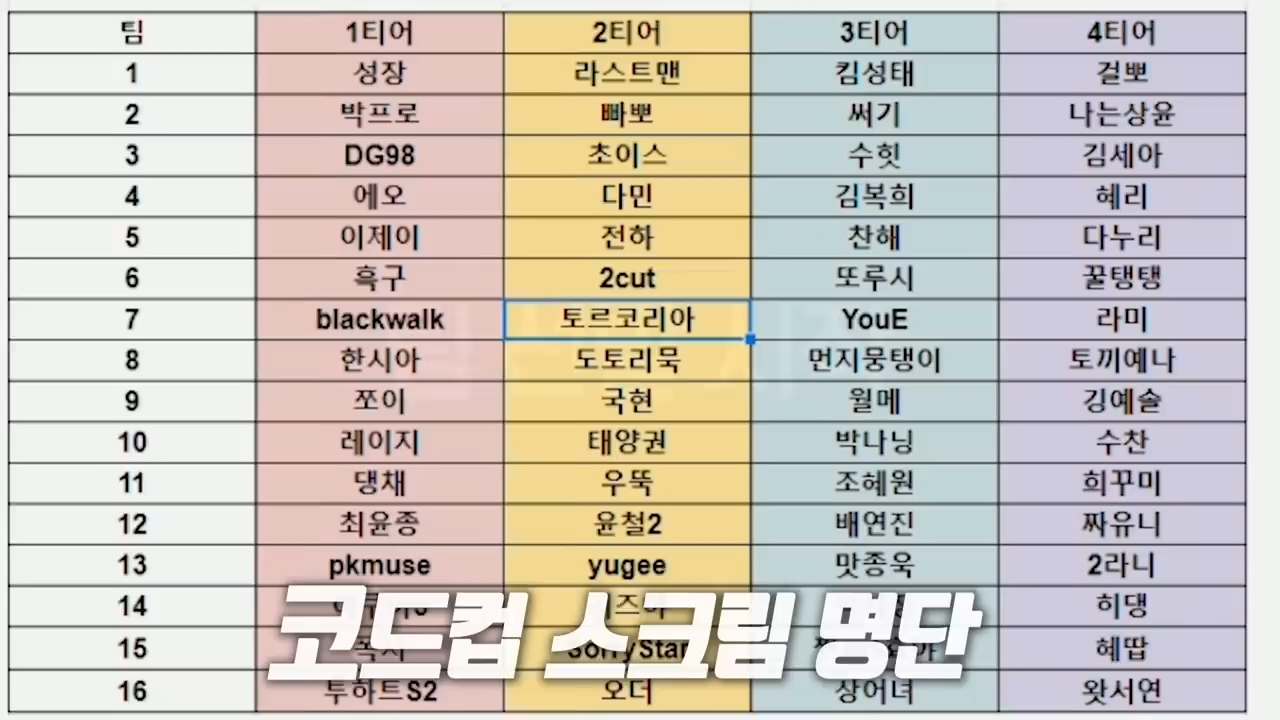 팀 1티어 2티어 3티어 4티어
1 성장 라스트맨 킴성태 걸뽀
2 박프로 빠뽀 써기 나는상윤
3 DG98 초이스 수힛 김세아
4 에오 다민 김복희 혜리
5 이제이 전하 찬해 다누리
6 흑구 2cut 또루시 꿀탱탱
7 blackwalk 토르코리아 YouE 라미
8 한시아 도토리묵 먼지뭉탱이 토끼예나
9 쪼이 국현 월메 깅예솔
10 레이지 태양권 박나닝 수찬
11 댕채 우뚝 조혜원 희꾸미
12 최윤종 윤철2 배연진 짜유니
13 pkmuse yugee 맛종욱 2라니
14 히댕
15 SorryStar 헤땁
코드컵 스크림 명단
16 투하트S2 오더 상어녀 왓서연